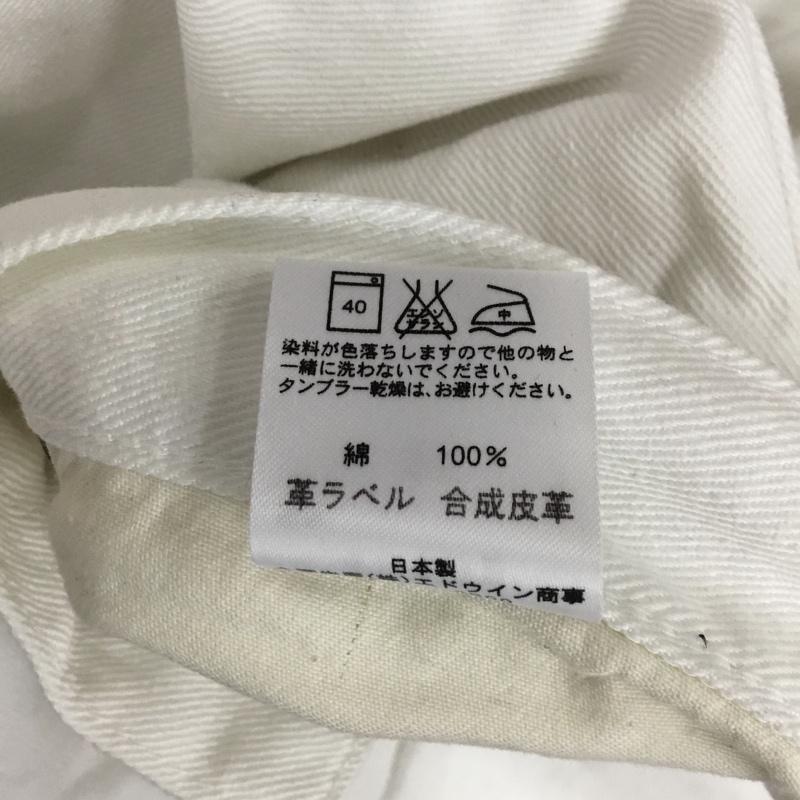 40 エンソ サラシ 中
染料が色落ちしますので他の物と
一緒に洗わないでください。
タンブラー乾燥は、お避けください。
綿 100%
革ラベル 合成皮革
日本製
(株)エドウイン商事